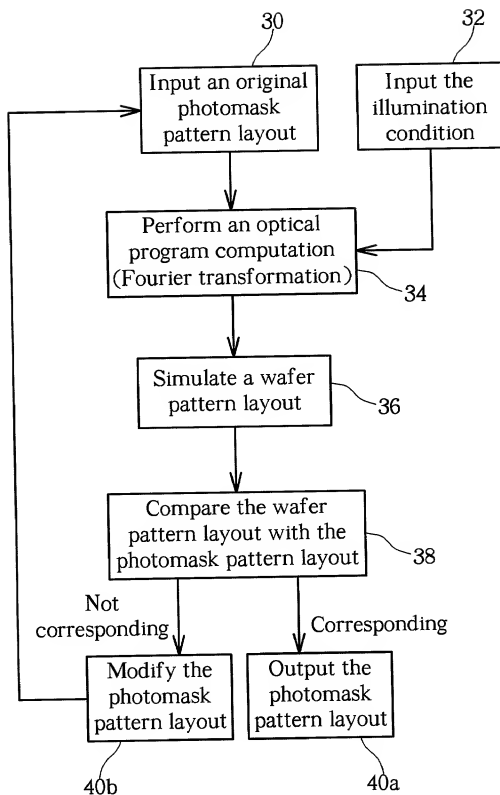 30
32
Input an original
photomask
pattern layout
Input the
illumination
condition
Perform an optical
program computation
(Fourier transformation)
34
Simulate a wafer
pattern layout
36
Compare the wafer
pattern layout with the
photomask pattern layout
38
Not
corresponding
Corresponding
Modify the
photomask
pattern layout
Output the
photomask
pattern layout
40b
40a